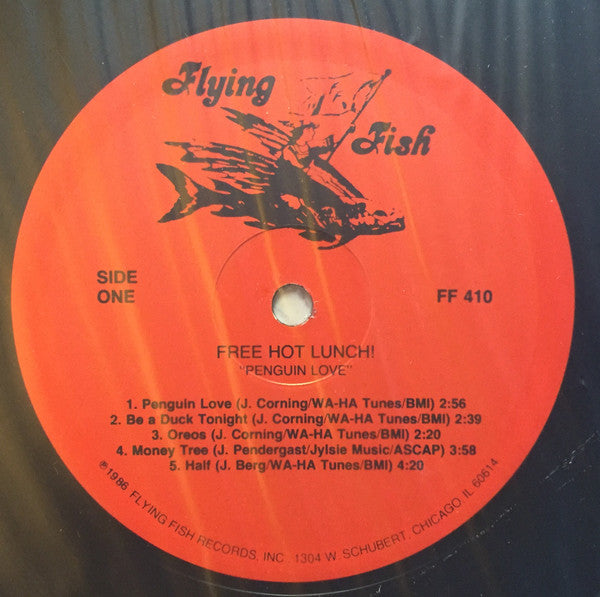 Flying
Fish
SIDE
ONE
FF 410
FREE HOT LUNCH!
"PENGUIN LOVE"
1. Penguin Love (J. Corning/WA-HA Tunes/BMI) 2:56
2. Be a Duck Tonight (J. Corning/WA-HA Tunes/BMI) 2:39
3. Oreos (J. Corning/WA-HA Tunes/BMI) 2:20
4. Money Tree (J. Pendergast/Jylsie Music/ASCAP) 3:58
5. Half (J. Berg/WA-HA Tunes/BMI) 4:20
℗1986 FLYING FISH RECORDS, INC. 1304 W. SCHUBERT, CHICAGO, IL 60614